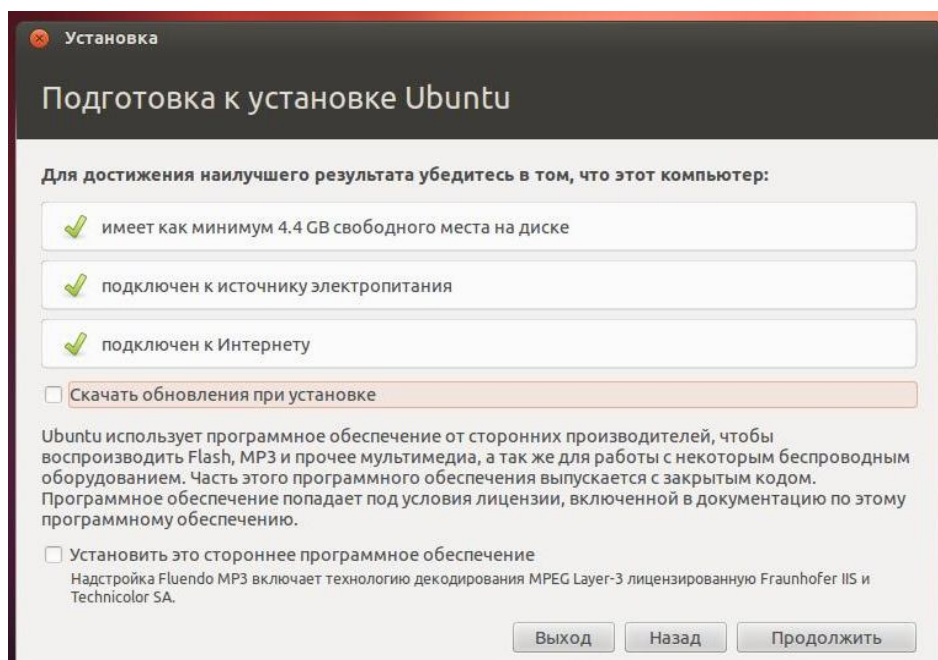 Установка
Подготовка к установке Ubuntu
Для достижения наилучшего результата убедитесь в том, что этот компьютер:
имеет как минимум 4.4 GB свободного места на диске
подключен к источнику электропитания
подключен к Интернету
Скачать обновления при установке
Ubuntu использует программное обеспечение от сторонних производителей, чтобы
воспроизводить Flash, MP3 и прочее мультимедиа, а так же для работы с некоторым беспроводным
оборудованием. Часть этого программного обеспечения выпускается с закрытым кодом.
Программное обеспечение попадает под условия лицензии, включенной в документацию по этому
программному обеспечению.
Установить это стороннее программное обеспечение
Надстройка Fluendo MP3 включает технологию декодирования MPEG Layer-3 лицензированную Fraunhofer IIS и
Technicolor SA.
Выход Назад Продолжить